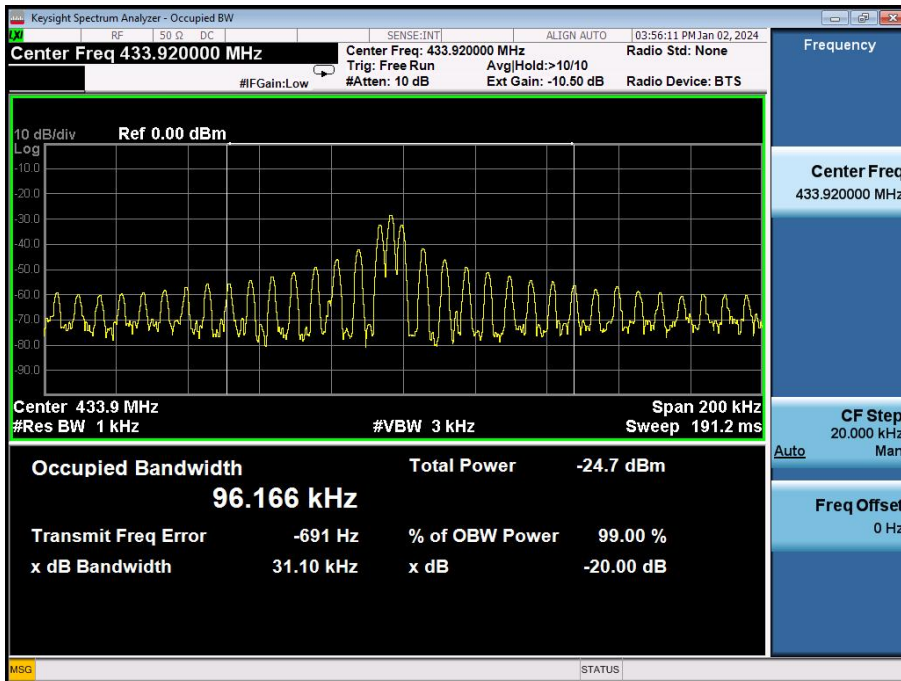 Keysight Spectrum Analyzer - Occupied BW
LXI RF 50 Ω DC SENSE:INT ALIGN AUTO 03:56:11 PM Jan 02, 2024
Center Freq 433.920000 MHz
Center Freq: 433.920000 MHz Radio Std: None
Trig: Free Run Avg|Hold:>10/10
#IFGain:Low #Atten: 10 dB Ext Gain: -10.50 dB Radio Device: BTS
10 dB/div Ref 0.00 dBm
Log
-10.0
-20.0
-30.0
-40.0
-50.0
-60.0
-70.0
-80.0
-90.0
Center 433.9 MHz Span 200 kHz
#Res BW 1 kHz #VBW 3 kHz Sweep 191.2 ms
Occupied Bandwidth Total Power -24.7 dBm
96.166 kHz
Transmit Freq Error -691 Hz % of OBW Power 99.00 %
x dB Bandwidth 31.10 kHz x dB -20.00 dB
MSG STATUS
Frequency
Center Freq
433.920000 MHz
CF Step
20.000 kHz
Auto Man
Freq Offset
0 Hz